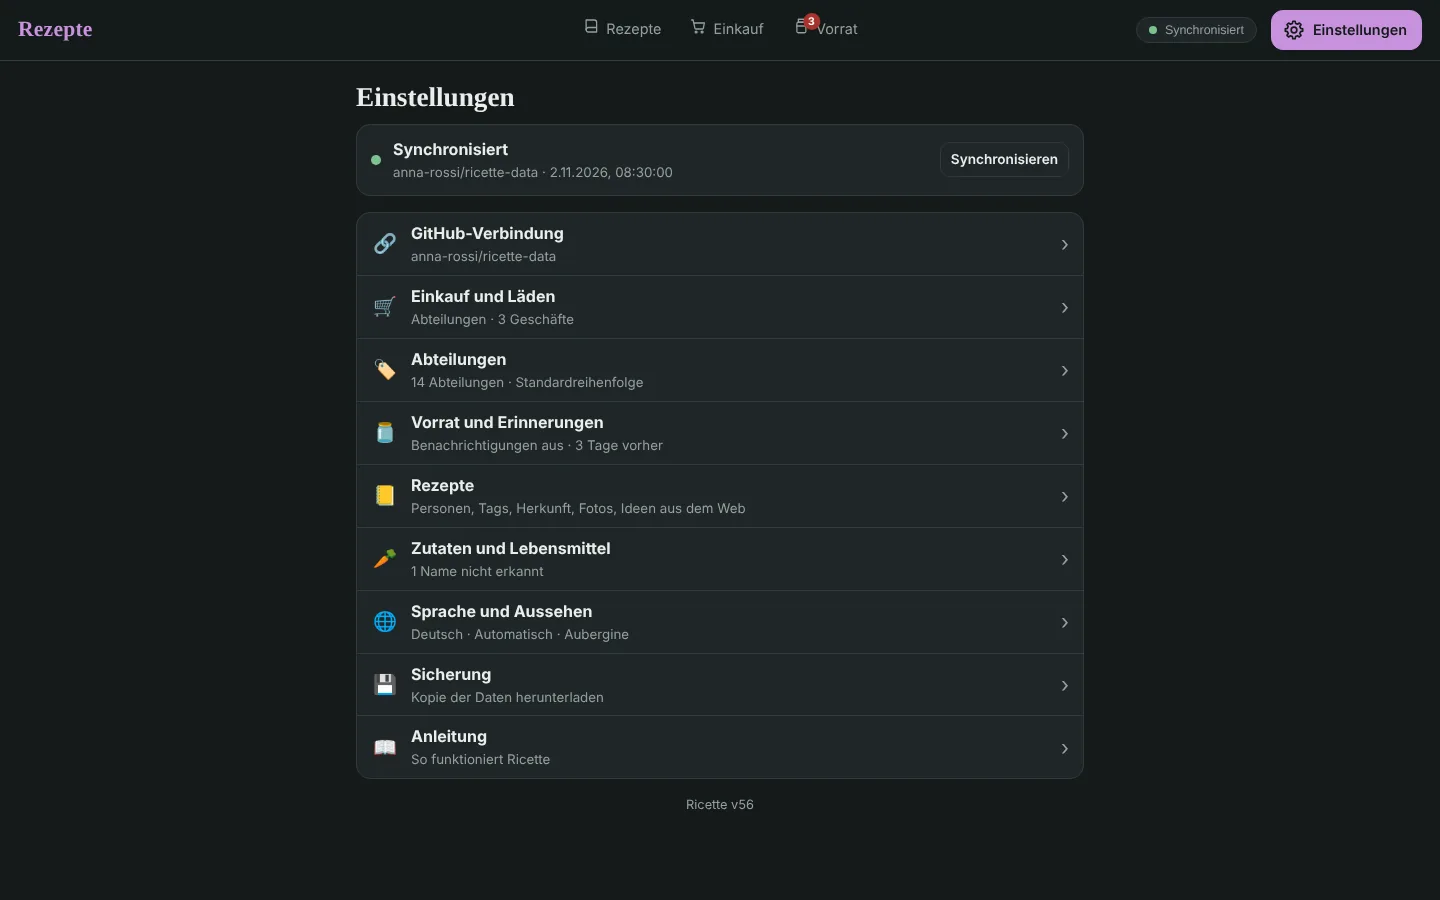 Rezepte
Rezepte
Einkauf
3
Vorrat
Synchronisiert
Einstellungen
Einstellungen
Synchronisiert
anna-rossi/ricette-data · 2.11.2026, 08:30:00
Synchronisieren
GitHub-Verbindung
anna-rossi/ricette-data
Einkauf und Läden
Abteilungen · 3 Geschäfte
Abteilungen
14 Abteilungen · Standardreihenfolge
Vorrat und Erinnerungen
Benachrichtigungen aus · 3 Tage vorher
Rezepte
Personen, Tags, Herkunft, Fotos, Ideen aus dem Web
Zutaten und Lebensmittel
1 Name nicht erkannt
Sprache und Aussehen
Deutsch · Automatisch · Aubergine
Sicherung
Kopie der Daten herunterladen
Anleitung
So funktioniert Ricette
Ricette v56